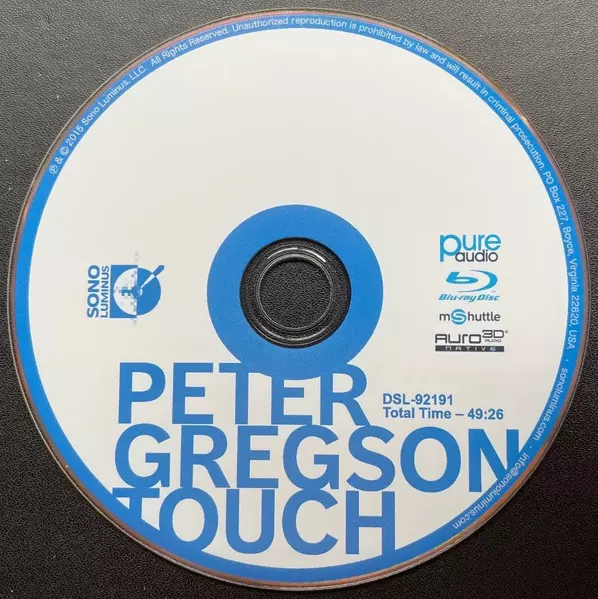 ℗ & © 2015 Sono Luminus, LLC. All Rights Reserved. Unauthorized reproduction is prohibited by law and will result in criminal prosecution. PO Box 227, Boyce, Virginia 22620, USA · sonoluminus.com · info@sonoluminus.com
pure
audio
Blu-ray Disc
mShuttle
AURO 3D
AUDIO
NATIVE
SONO
LUMINUS
PETER
DSL-92191
Total Time – 49:26
GREGSON
TOUCH